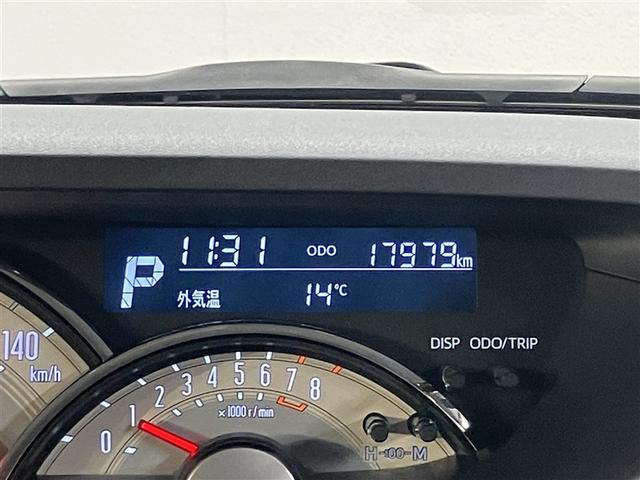 11:31 ODO 17979km
P
外気温 14℃
DISP ODO/TRIP
140
km/h
0 1 2 3 4 5 6 7 8
×1000r/min
H-100-M